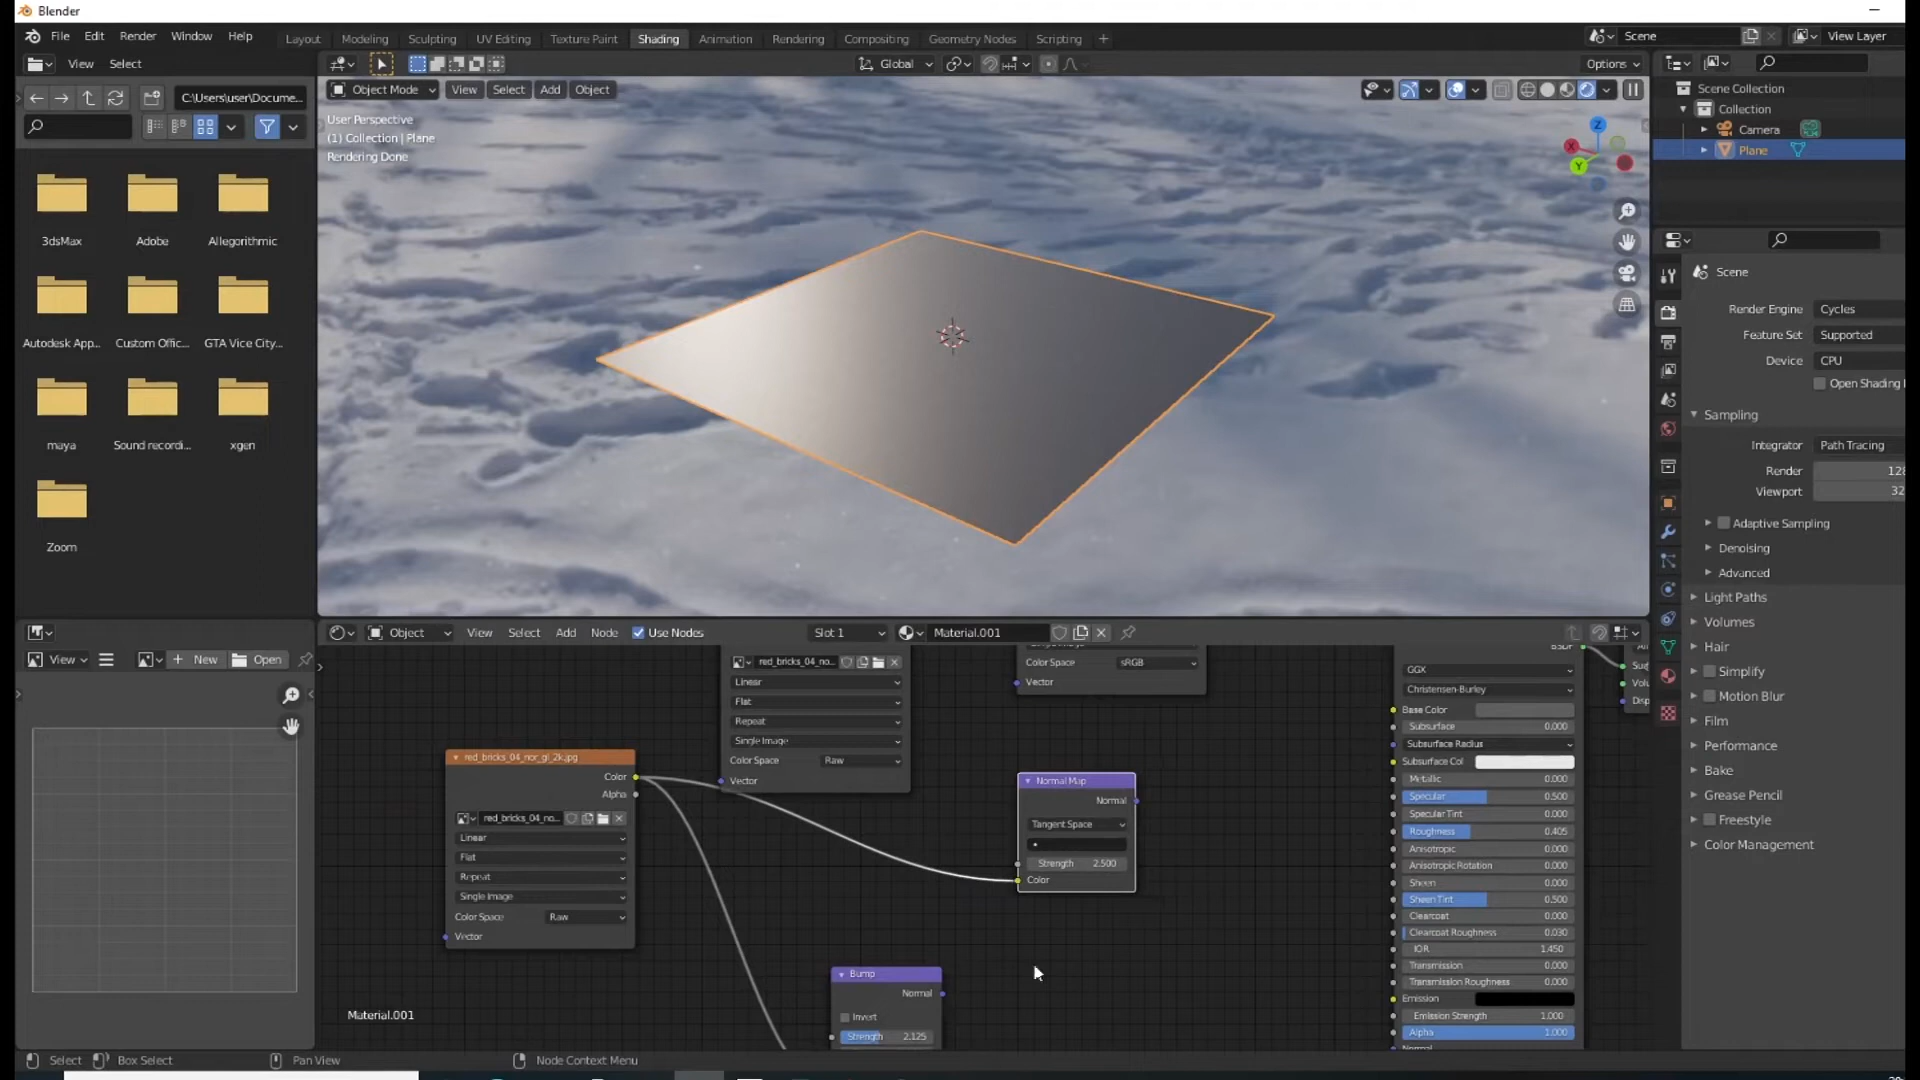 Blender
File Edit Render Window Help
Layout Modeling Sculpting UV Editing Texture Paint Shading Animation Rendering Compositing Geometry Nodes Scripting +
Scene
View Layer
View Select
Global
Options
C:\Users\user\Docume...
Object Mode View Select Add Object
User Perspective
(1) Collection | Plane
Rendering Done
Z
X
Y
3dsMax Adobe Allegorithmic
Autodesk App... Custom Offic... GTA Vice City...
maya Sound recordi... xgen
Zoom
Scene Collection
Collection
Camera
Plane
Scene
Render Engine Cycles
Feature Set Supported
Device CPU
Open Shading
Sampling
Integrator Path Tracing
Render 128
Viewport 32
Adaptive Sampling
Denoising
Advanced
Light Paths
Volumes
Hair
Simplify
Motion Blur
Film
Performance
Bake
Grease Pencil
Freestyle
Color Management
View + New Open
Object View Select Add Node Use Nodes Slot 1 Material.001
red_bricks_04_no...
Linear
Flat
Repeat
Single Image
Color Space Raw
Vector
Color Space sRGB
Vector
red_bricks_04_nor_gl_2k.jpg
Color
Alpha
red_bricks_04_no...
Linear
Flat
Repeat
Single Image
Color Space Raw
Vector
Normal Map
Normal
Tangent Space
Strength 2.500
Color
Bump
Normal
Invert
Strength 2.125
BSDF
GGX
Christensen-Burley
Base Color
Subsurface 0.000
Subsurface Radius
Subsurface Col
Metallic 0.000
Specular 0.500
Specular Tint 0.000
Roughness 0.405
Anisotropic 0.000
Anisotropic Rotation 0.000
Sheen 0.000
Sheen Tint 0.500
Clearcoat 0.000
Clearcoat Roughness 0.030
IOR 1.450
Transmission 0.000
Transmission Roughness 0.000
Emission
Emission Strength 1.000
Alpha 1.000
Normal
Volu
Disp
Material.001
Select Box Select Pan View Node Context Menu